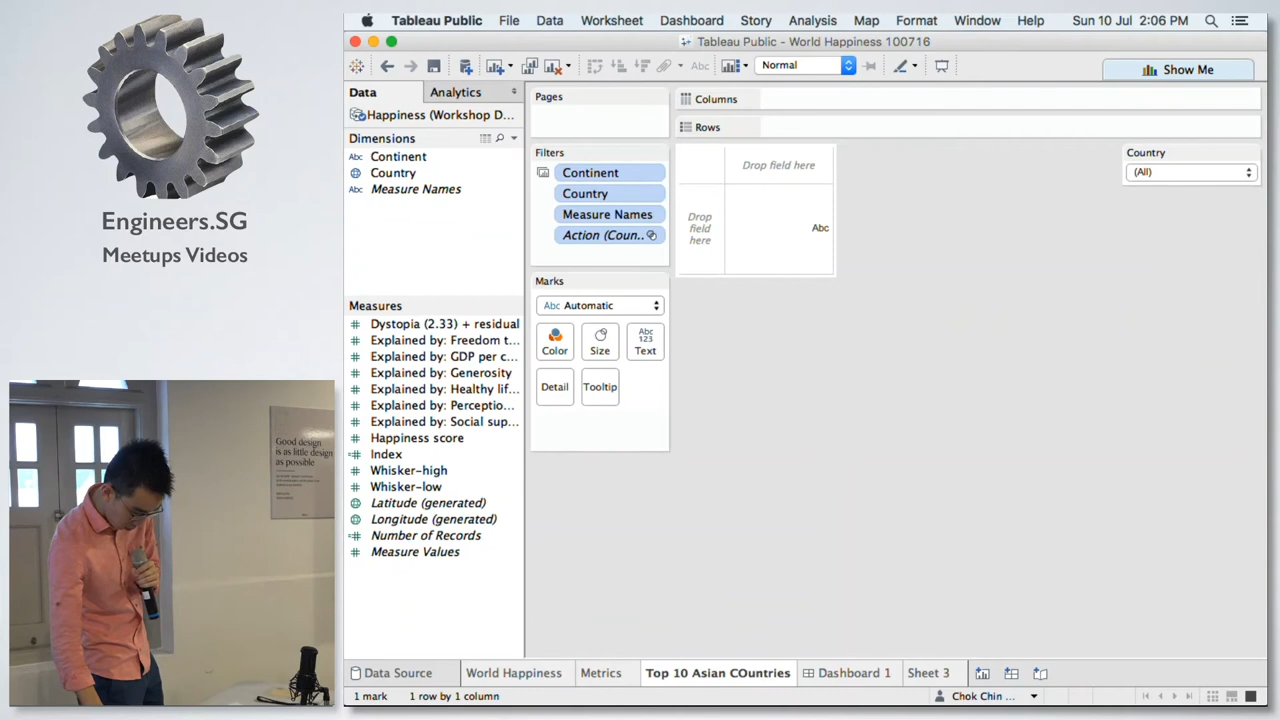 Tableau Public File Data Worksheet Dashboard Story Analysis Map Format Window Help Sun 10 Jul 2:06 PM
Tableau Public - World Happiness 100716
Abc Normal Show Me
Data Analytics
Happiness (Workshop D...
Dimensions
Abc Continent
Country
Abc Measure Names
Measures
Dystopia (2.33) + residual
Explained by: Freedom t...
Explained by: GDP per c...
Explained by: Generosity
Explained by: Healthy lif...
Explained by: Perceptio...
Explained by: Social sup...
Happiness score
Index
Whisker-high
Whisker-low
Latitude (generated)
Longitude (generated)
Number of Records
Measure Values
Pages
Filters
Continent
Country
Measure Names
Action (Coun..
Marks
Abc Automatic
Color
Size
Abc
123
Text
Detail
Tooltip
Columns
Rows
Drop field here
Drop
field
here
Abc
Country
(All)
Data Source World Happiness Metrics Top 10 Asian COuntries Dashboard 1 Sheet 3
1 mark 1 row by 1 column Chok Chin ...
Engineers.SG
Meetups Videos
Good design
is as little design
as possible